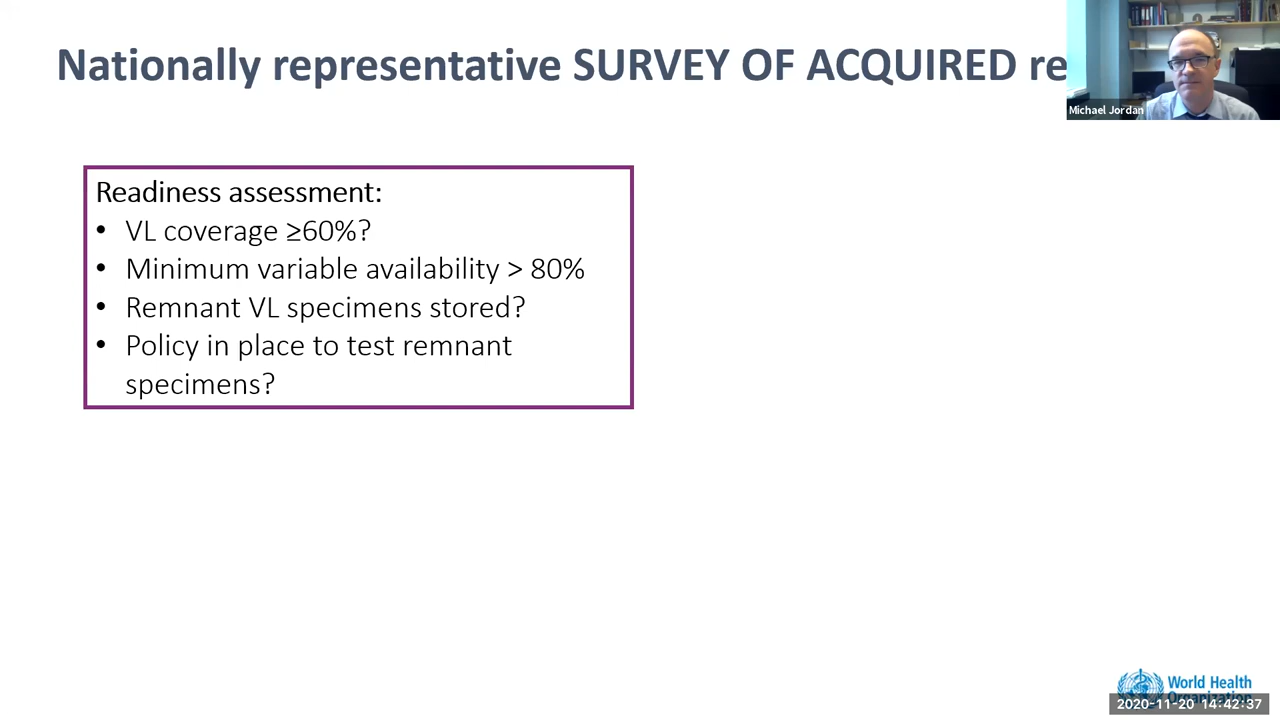 Nationally representative SURVEY OF ACQUIRED re
Michael Jordan
Readiness assessment:
• VL coverage ≥60%?
• Minimum variable availability > 80%
• Remnant VL specimens stored?
• Policy in place to test remnant
specimens?
World Health
Organization
2020-11-20 14:42:37